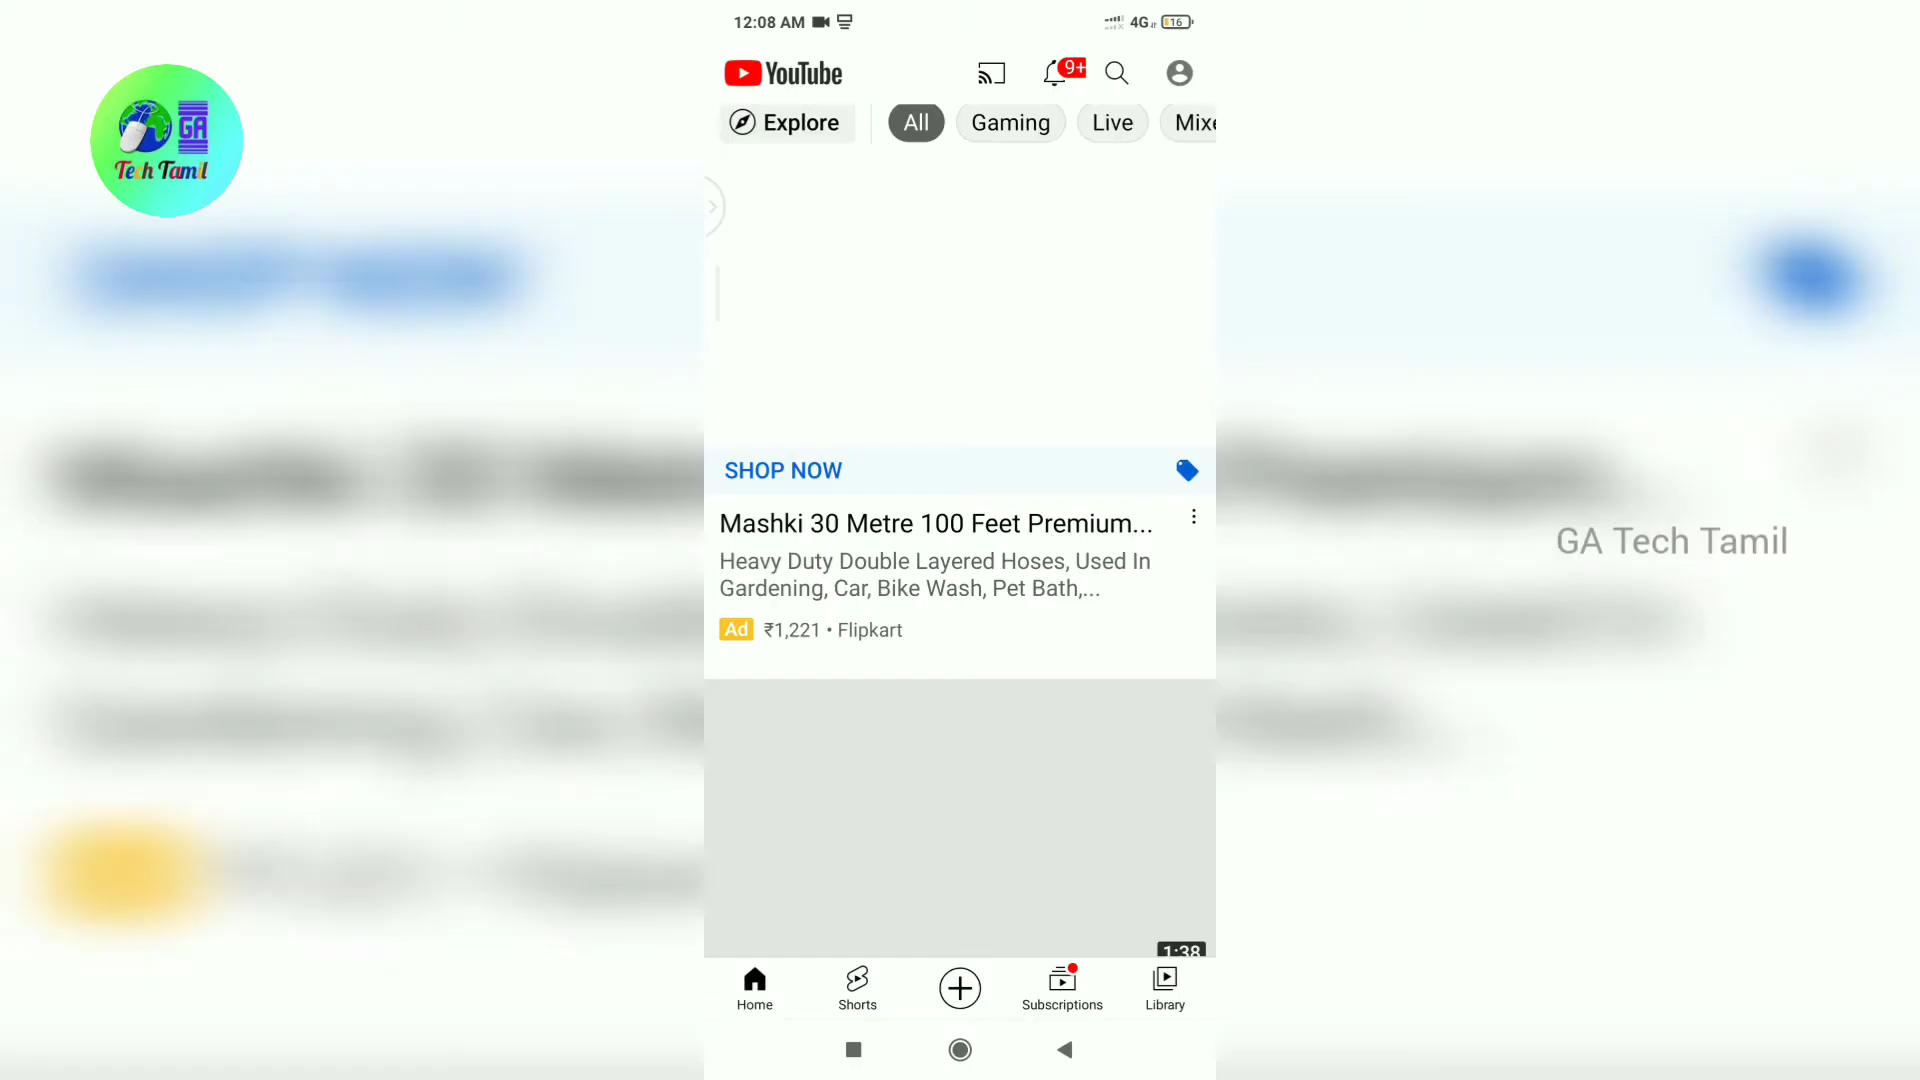 12:08 AM
4G
16
GA
Tech Tamil
YouTube
9+
Explore
All
Gaming
Live
Mixe
SHOP NOW
Mashki 30 Metre 100 Feet Premium...
Heavy Duty Double Layered Hoses, Used In
Gardening, Car, Bike Wash, Pet Bath,...
Ad ₹1,221 • Flipkart
GA Tech Tamil
1:38
Home
Shorts
Subscriptions
Library